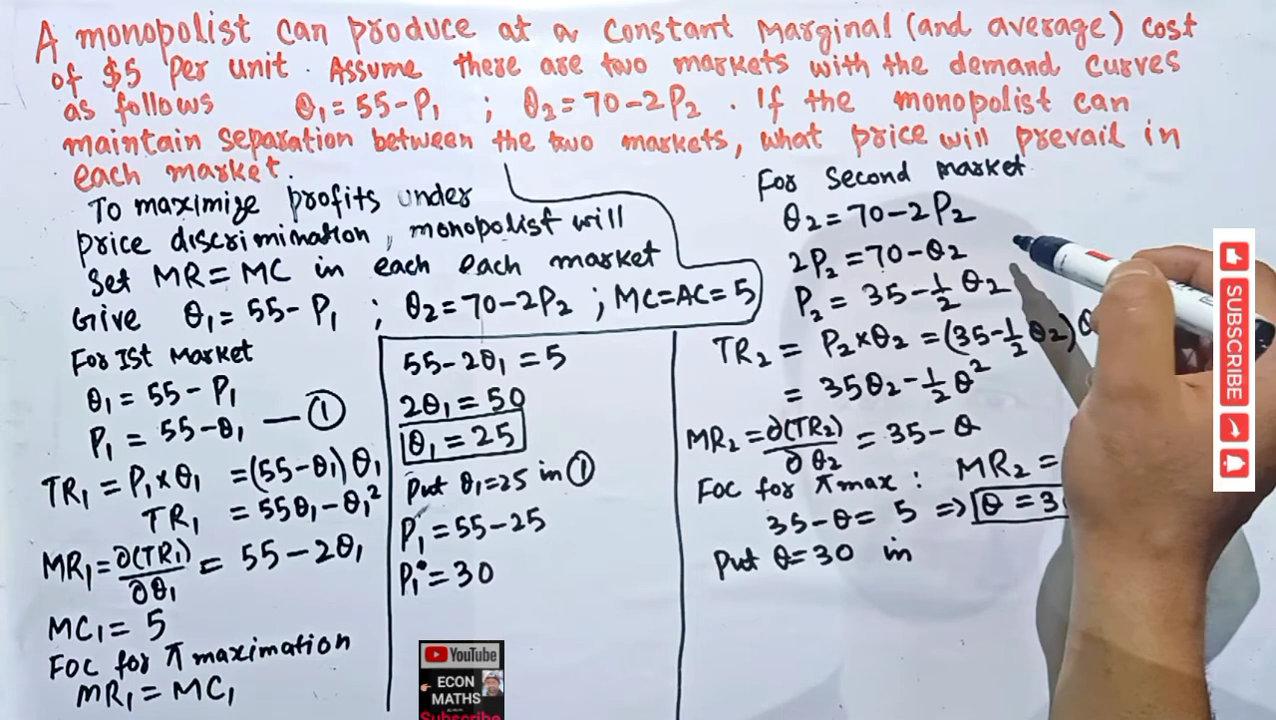 A monopolist can produce at a constant marginal (and average) cost
of $5 per unit. Assume there are two markets with the demand curves
as follows θ₁ = 55 - P₁ ; θ₂ = 70 - 2P₂ . If the monopolist can
maintain separation between the two markets, what price will prevail in
each market.
To maximize profits under
price discrimination, monopolist will
Set MR = MC in each each market
Give θ₁ = 55 - P₁ ; θ₂ = 70 - 2P₂ ; MC = AC = 5
For Ist Market
θ₁ = 55 - P₁
P₁ = 55 - θ₁ — ①
TR₁ = P₁ × θ₁ = (55 - θ₁) θ₁
TR₁ = 55θ₁ - θ₁²
MR₁ = ∂(TR₁)/∂θ₁ = 55 - 2θ₁
MC₁ = 5
FOC for π maximation
MR₁ = MC₁
55 - 2θ₁ = 5
2θ₁ = 50
θ₁ = 25
Put θ₁ = 25 in ①
P₁ = 55 - 25
P₁• = 30
For Second market
θ₂ = 70 - 2P₂
2P₂ = 70 - θ₂
P₂ = 35 - 1/2 θ₂
TR₂ = P₂ × θ₂ = (35 - 1/2 θ₂) θ
= 35θ₂ - 1/2 θ²
MR₂ = ∂(TR₂)/∂θ₂ = 35 - θ
FOC for π max : MR₂ =
35 - θ = 5 ⇒ θ = 3
Put θ = 30 in
SUBSCRIBE
YouTube
ECON
MATHS
Subscribe